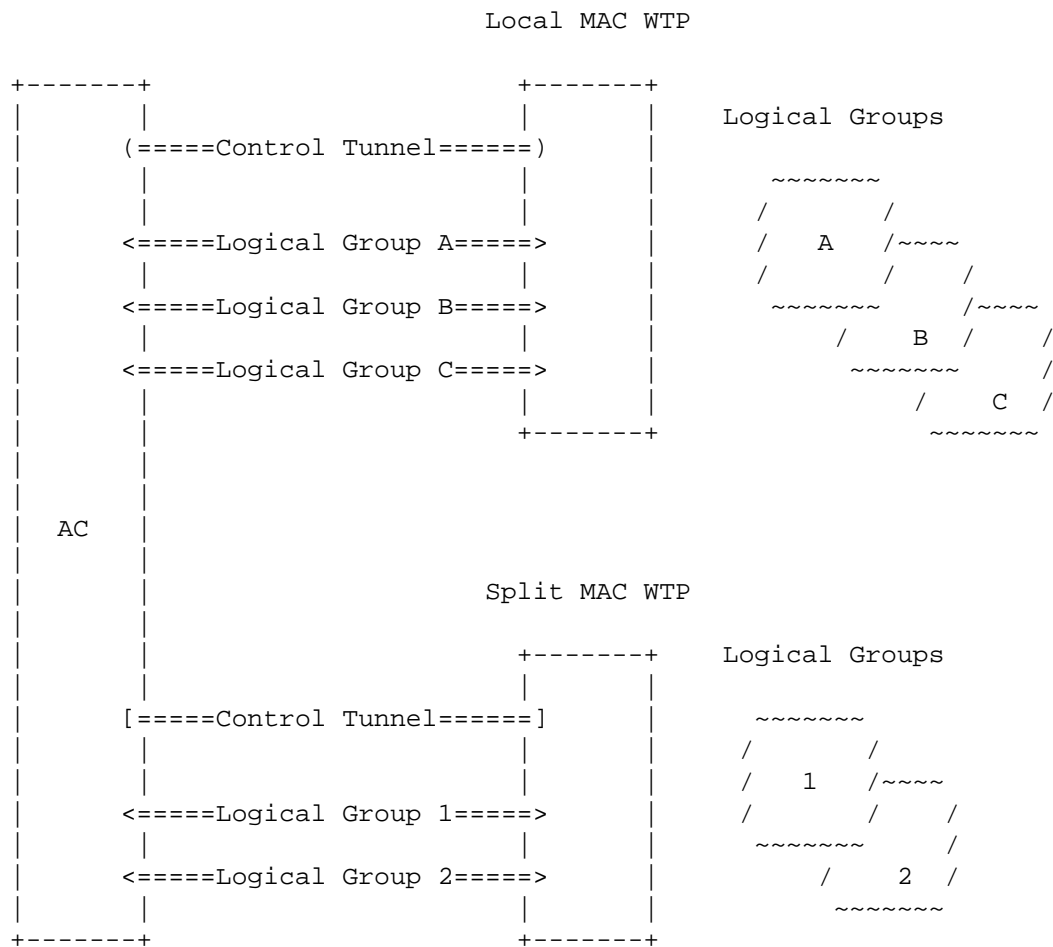 Local MAC WTP
Logical Groups
(=====Control Tunnel======)
<=====Logical Group A=====>
A
<=====Logical Group B=====>
B
<=====Logical Group C=====>
C
AC
Split MAC WTP
Logical Groups
[=====Control Tunnel======]
1
<=====Logical Group 1=====>
<=====Logical Group 2=====>
2